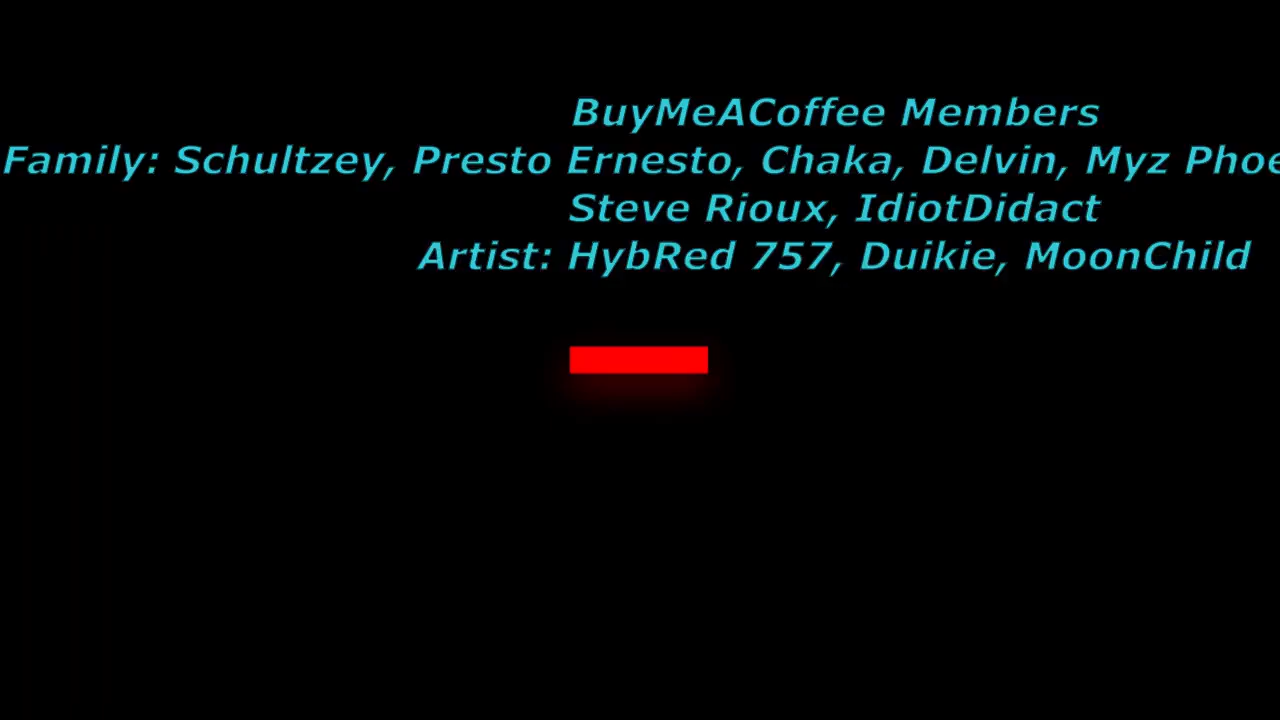 BuyMeACoffee Members
Family: Schultzey, Presto Ernesto, Chaka, Delvin, Myz
Steve Rioux, IdiotDidact
Artist: HybRed 757, Duikie, MoonChild